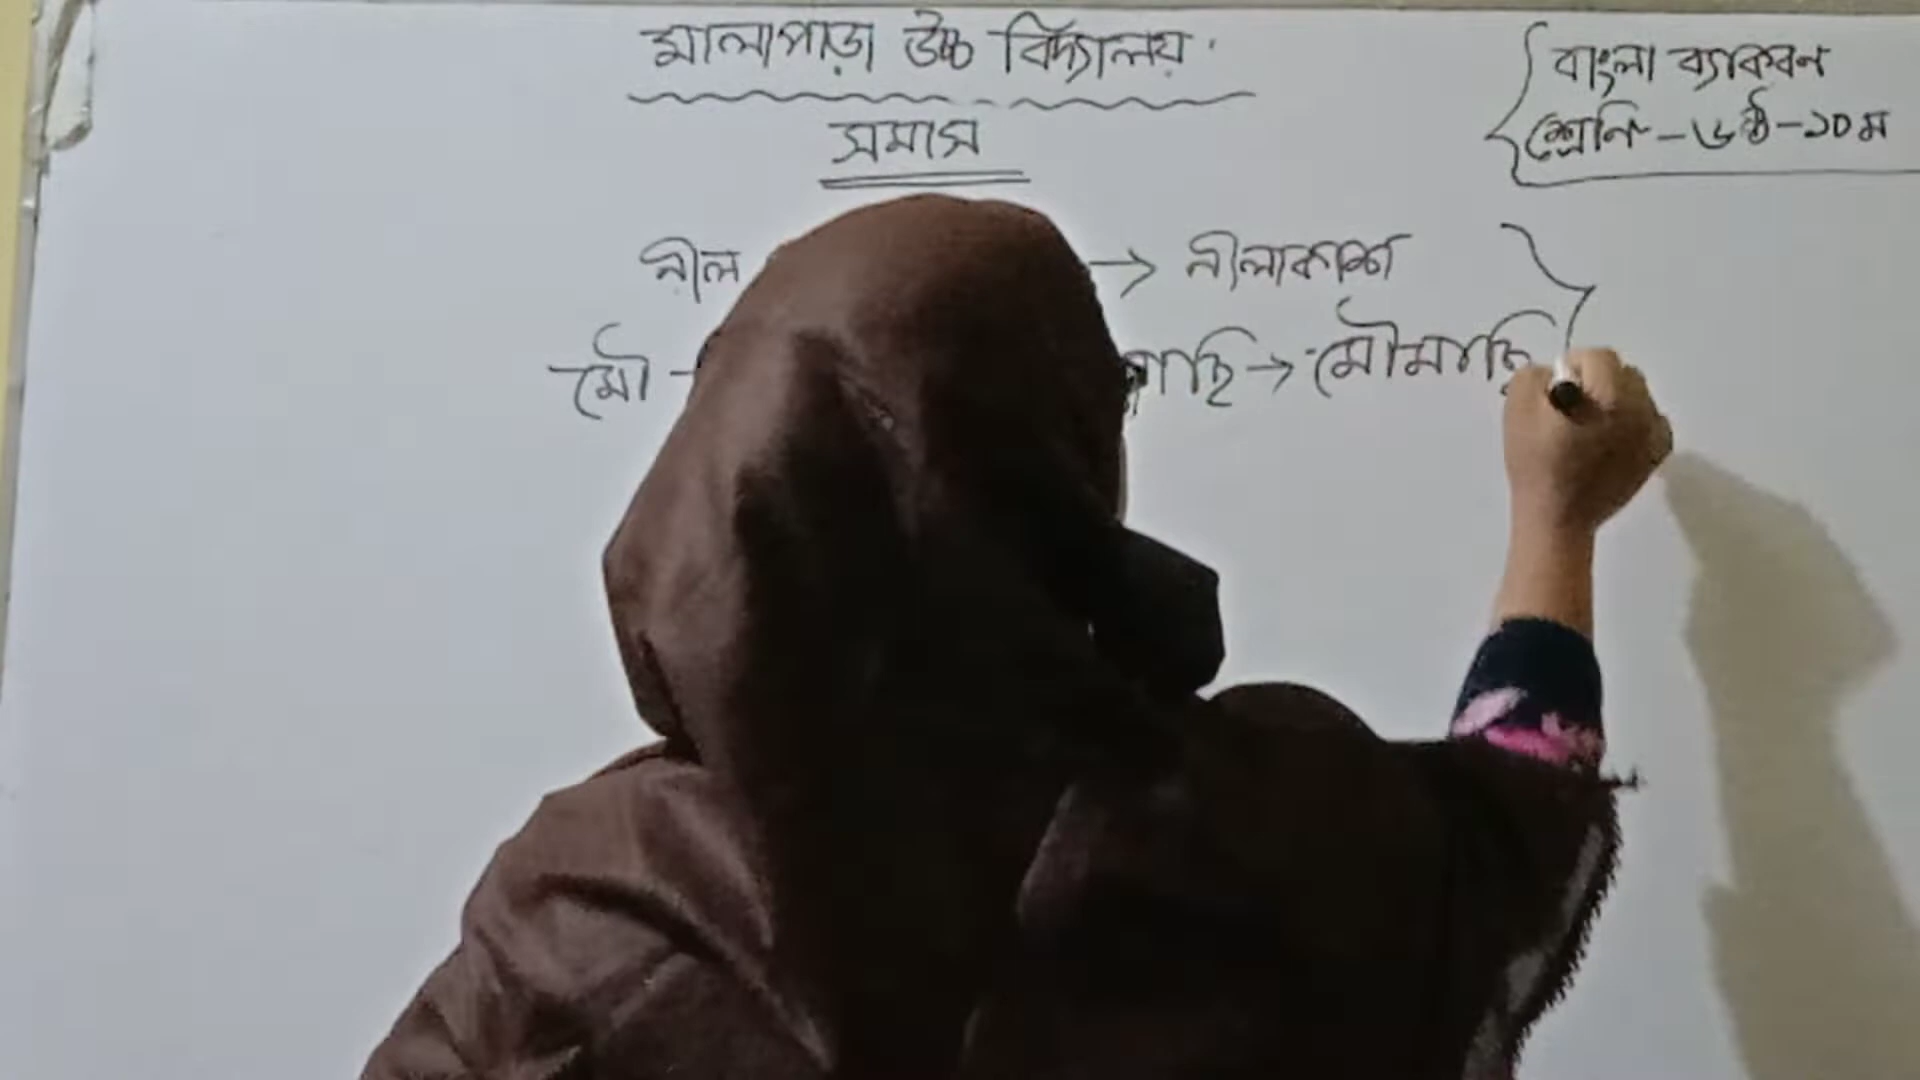 মালাপাড়া উচ্চ বিদ্যালয়
সমাস
বাংলা ব্যাকরণ
শ্রেণি - ৬ষ্ঠ - ১০ম
নীল → নীলাকাশ
মৌ - মাছি → মৌমাছি